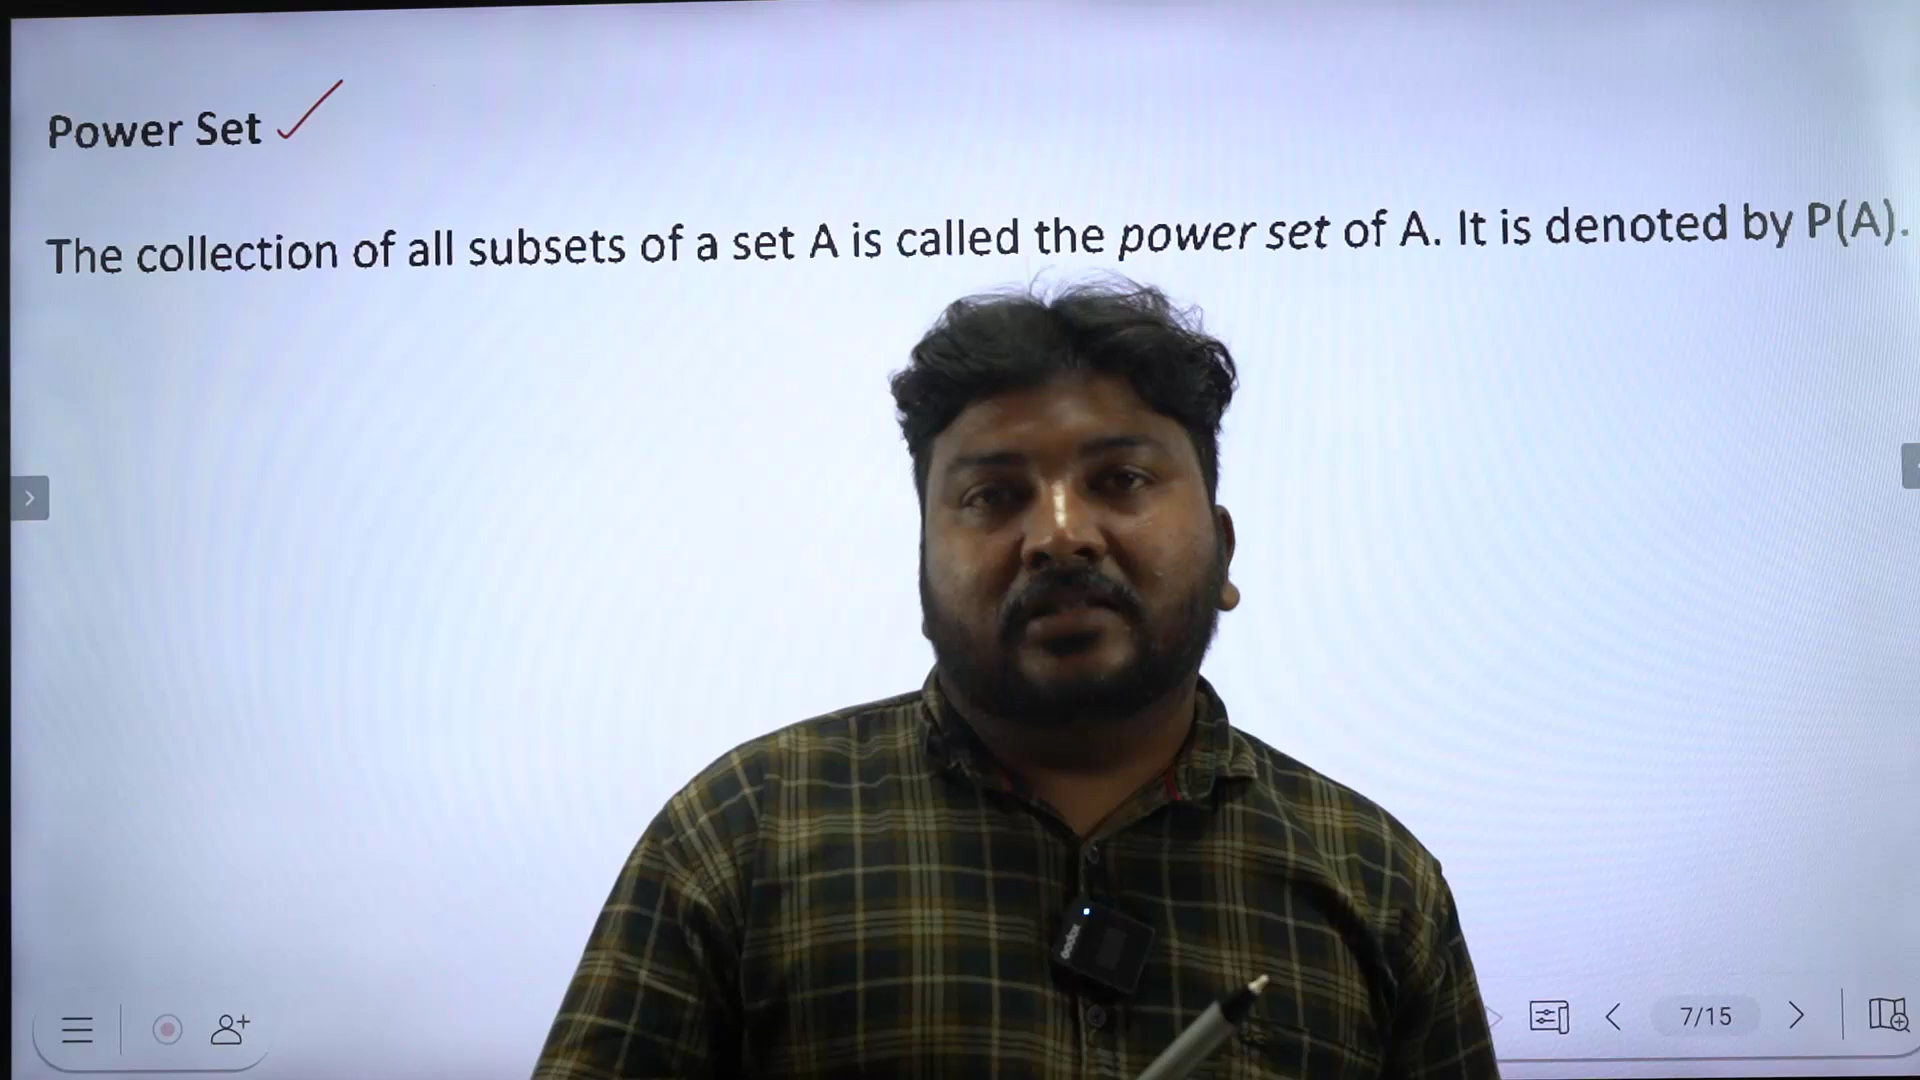 Power Set
The collection of all subsets of a set A is called the power set of A. It is denoted by P(A).
Godox
7/15